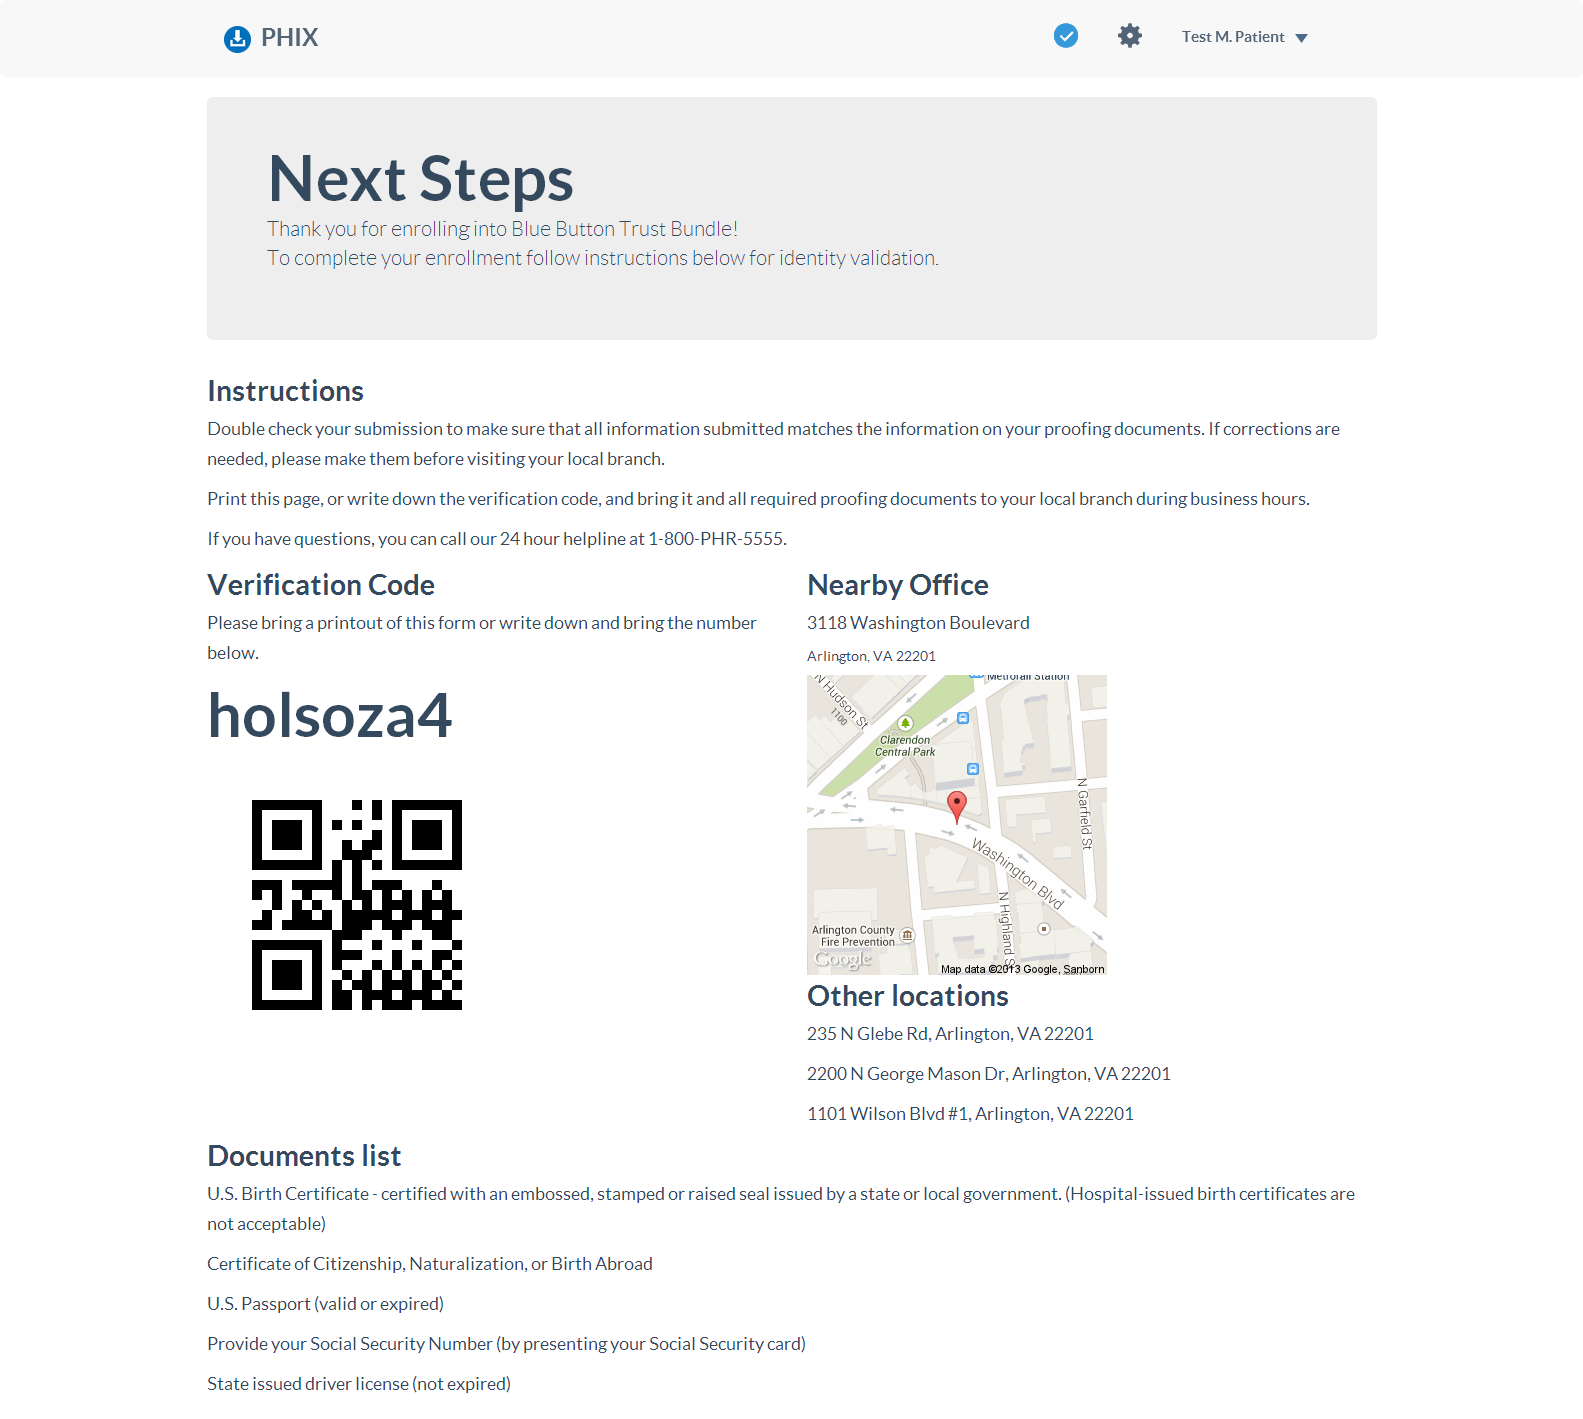 PHIX
Test M. Patient
Next Steps
Thank you for enrolling into Blue Button Trust Bundle!
To complete your enrollment follow instructions below for identity validation.
Instructions
Double check your submission to make sure that all information submitted matches the information on your proofing documents. If corrections are
needed, please make them before visiting your local branch.
Print this page, or write down the verification code, and bring it and all required proofing documents to your local branch during business hours.
If you have questions, you can call our 24 hour helpline at 1-800-PHR-5555.
Verification Code
Please bring a printout of this form or write down and bring the number
below.
holsoza4
Nearby Office
3118 Washington Boulevard
Arlington, VA 22201
Metrorail Station
N Hudson St
1100
Clarendon
Central Park
N Garfield St
Washington Blvd
N Highland S
Arlington County
Fire Prevention
Google
Map data ©2013 Google, Sanborn
Other locations
235 N Glebe Rd, Arlington, VA 22201
2200 N George Mason Dr, Arlington, VA 22201
1101 Wilson Blvd #1, Arlington, VA 22201
Documents list
U.S. Birth Certificate - certified with an embossed, stamped or raised seal issued by a state or local government. (Hospital-issued birth certificates are
not acceptable)
Certificate of Citizenship, Naturalization, or Birth Abroad
U.S. Passport (valid or expired)
Provide your Social Security Number (by presenting your Social Security card)
State issued driver license (not expired)